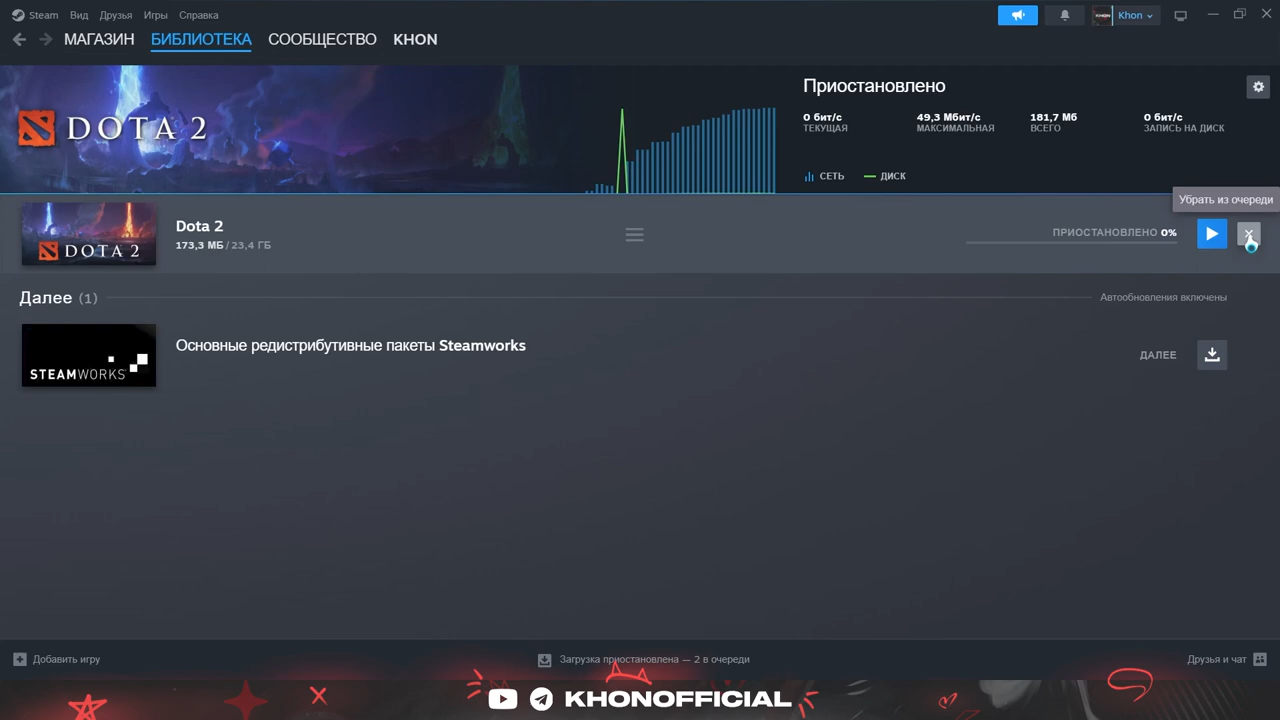 Steam Вид Друзья Игры Справка
Khon
МАГАЗИН БИБЛИОТЕКА СООБЩЕСТВО KHON
DOTA 2
Приостановлено
0 бит/с 49,3 Мбит/с 181,7 Мб 0 бит/с
ТЕКУЩАЯ МАКСИМАЛЬНАЯ ВСЕГО ЗАПИСЬ НА ДИСК
СЕТЬ ДИСК
Убрать из очереди
DOTA 2
Dota 2
173,3 МБ / 23,4 ГБ
ПРИОСТАНОВЛЕНО 0%
Далее (1)
Автообновления включены
STEAMWORKS
Основные редистрибутивные пакеты Steamworks
ДАЛЕЕ
Добавить игру
Загрузка приостановлена — 2 в очереди
Друзья и чат
KHONOFFICIAL